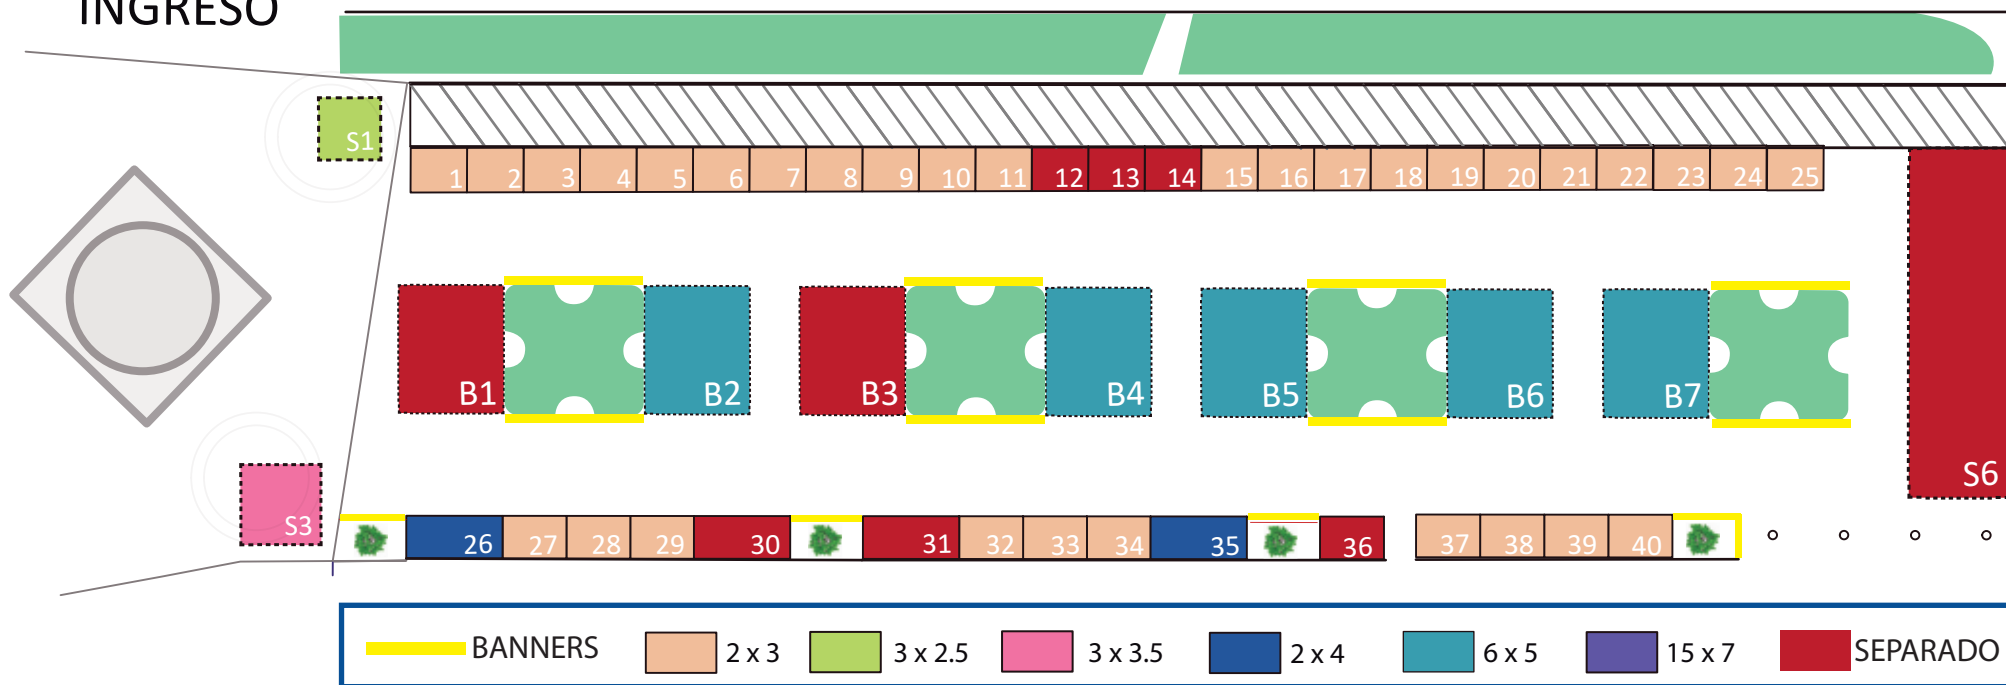 INGRESO
S1
1 2 3 4 5 6 7 8 9 10 11 12 13 14 15 16 17 18 19 20 21 22 23 24 25
B1 B2 B3 B4 B5 B6 B7
S6
S3
26 27 28 29 30 31 32 33 34 35 36 37 38 39 40
BANNERS 2 x 3 3 x 2.5 3 x 3.5 2 x 4 6 x 5 15 x 7 SEPARADO